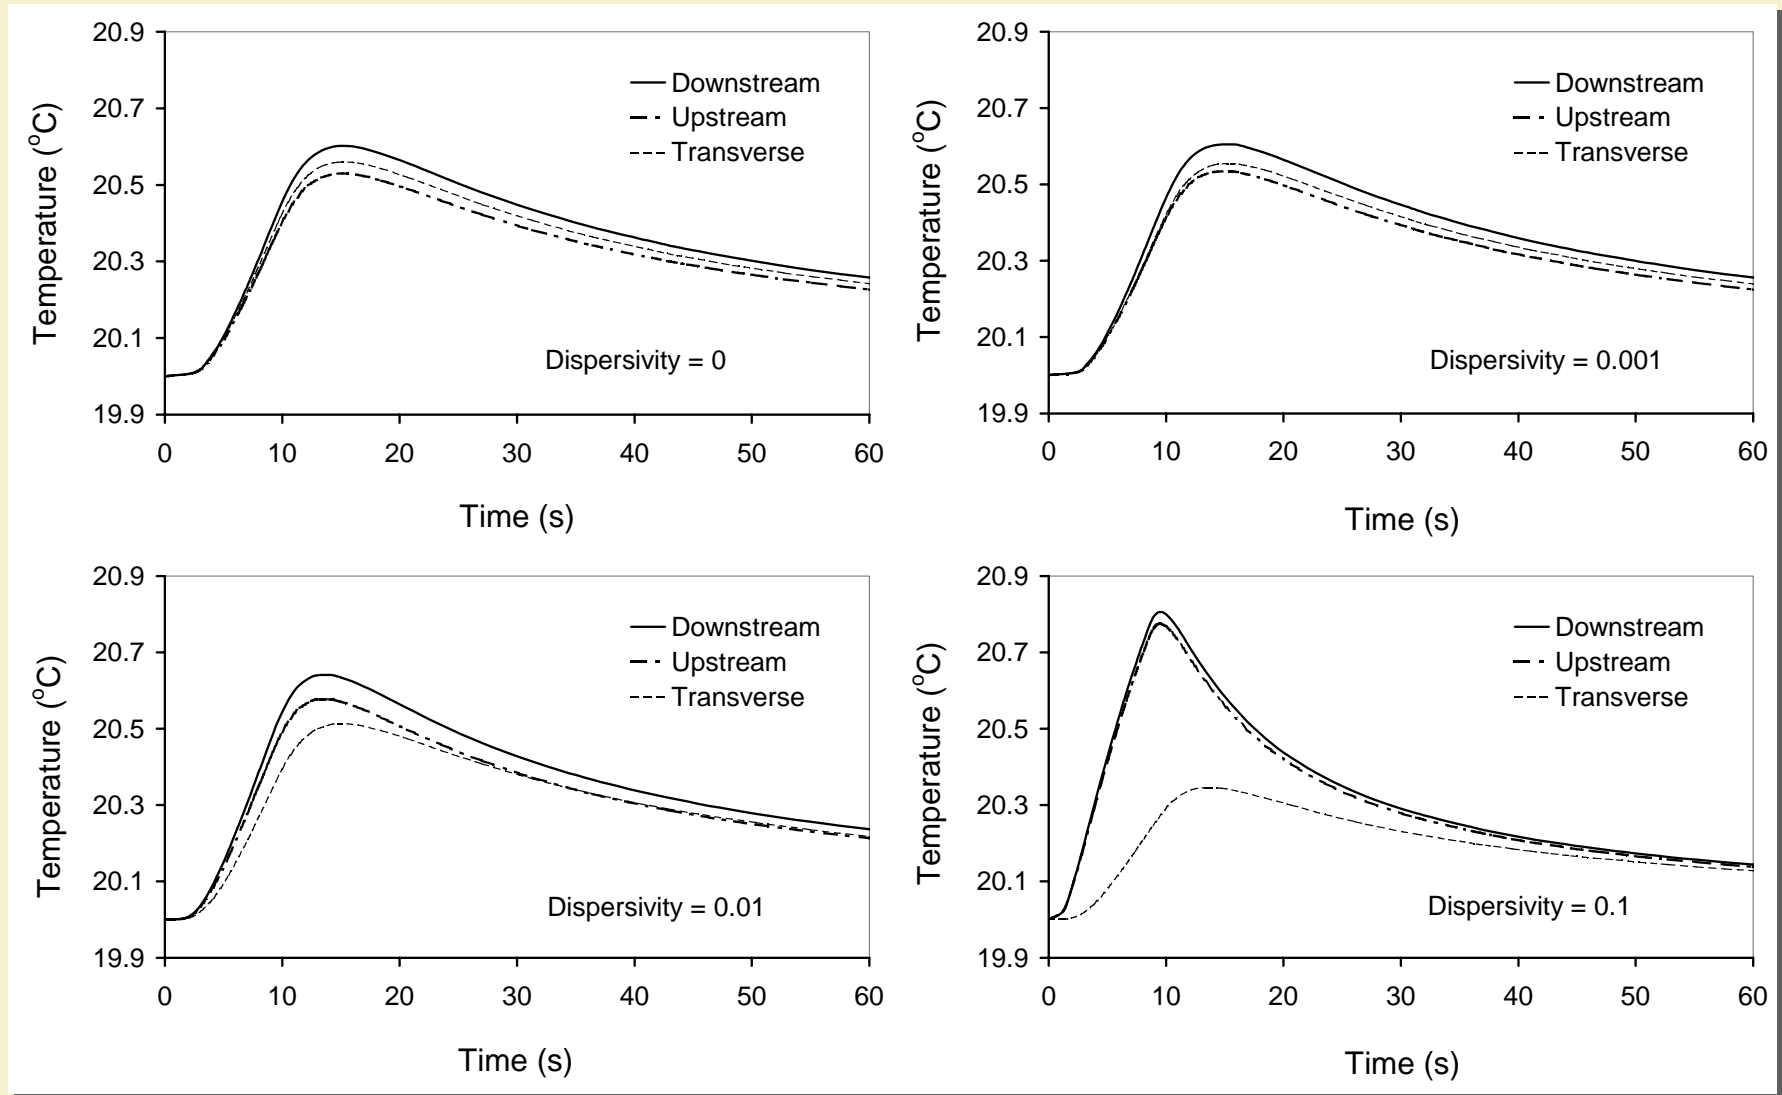 20.9
20.7
20.5
20.3
20.1
19.9
Temperature (°C)
Downstream
Upstream
Transverse
Dispersivity = 0
0 10 20 30 40 50 60
Time (s)
20.9
20.7
20.5
20.3
20.1
19.9
Temperature (°C)
Downstream
Upstream
Transverse
Dispersivity = 0.001
0 10 20 30 40 50 60
Time (s)
20.9
20.7
20.5
20.3
20.1
19.9
Temperature (°C)
Downstream
Upstream
Transverse
Dispersivity = 0.01
0 10 20 30 40 50 60
Time (s)
20.9
20.7
20.5
20.3
20.1
19.9
Temperature (°C)
Downstream
Upstream
Transverse
Dispersivity = 0.1
0 10 20 30 40 50 60
Time (s)